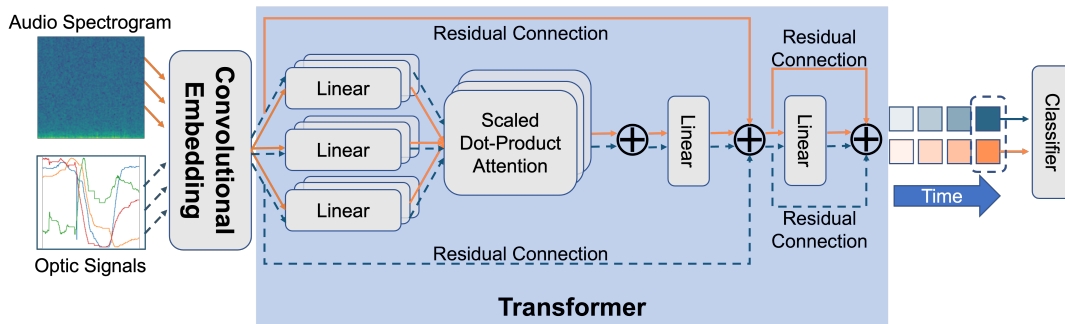 Audio Spectrogram
Optic Signals
Convolutional
Embedding
Residual Connection
Linear
Linear
Linear
Scaled
Dot-Product
Attention
Residual Connection
Linear
Residual
Connection
Linear
Residual
Connection
Transformer
Time
Classifier